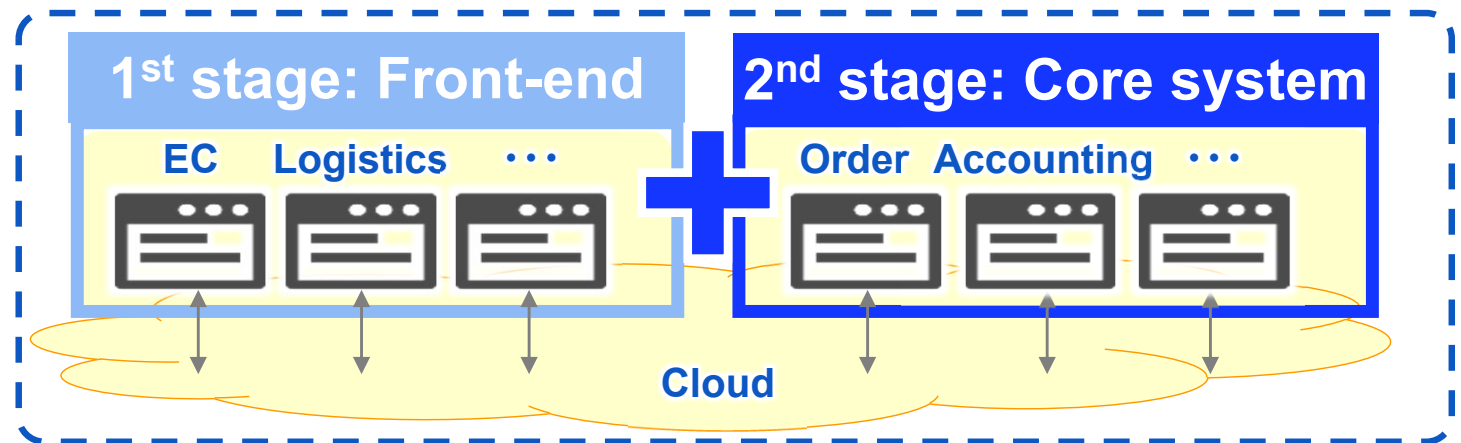 1st stage: Front-end
EC Logistics ・・・
2nd stage: Core system
Order Accounting ・・・
Cloud